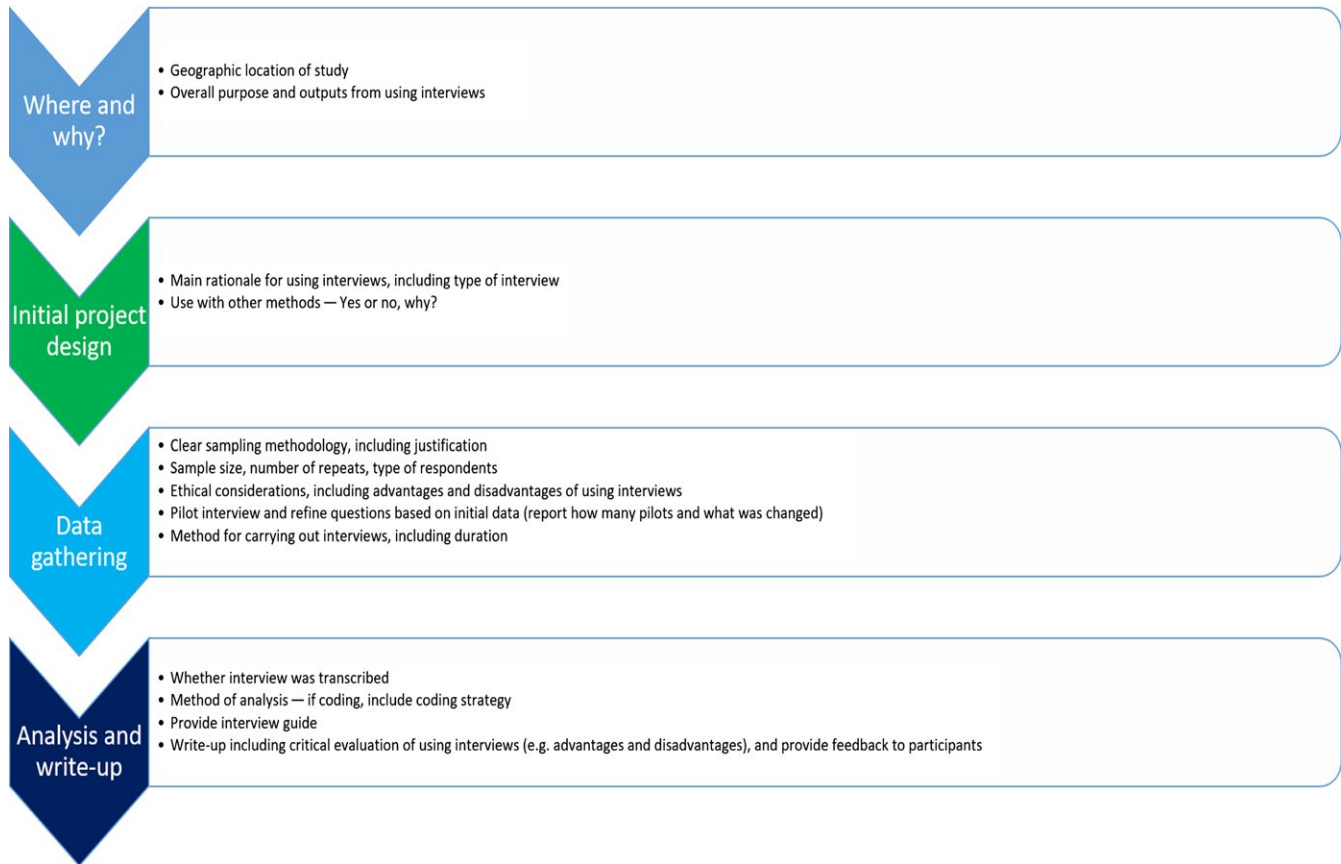 Where and
why?
• Geographic location of study
• Overall purpose and outputs from using interviews
Initial project
design
• Main rationale for using interviews, including type of interview
• Use with other methods — Yes or no, why?
Data
gathering
• Clear sampling methodology, including justification
• Sample size, number of repeats, type of respondents
• Ethical considerations, including advantages and disadvantages of using interviews
• Pilot interview and refine questions based on initial data (report how many pilots and what was changed)
• Method for carrying out interviews, including duration
Analysis and
write-up
• Whether interview was transcribed
• Method of analysis — if coding, include coding strategy
• Provide interview guide
• Write-up including critical evaluation of using interviews (e.g. advantages and disadvantages), and provide feedback to participants